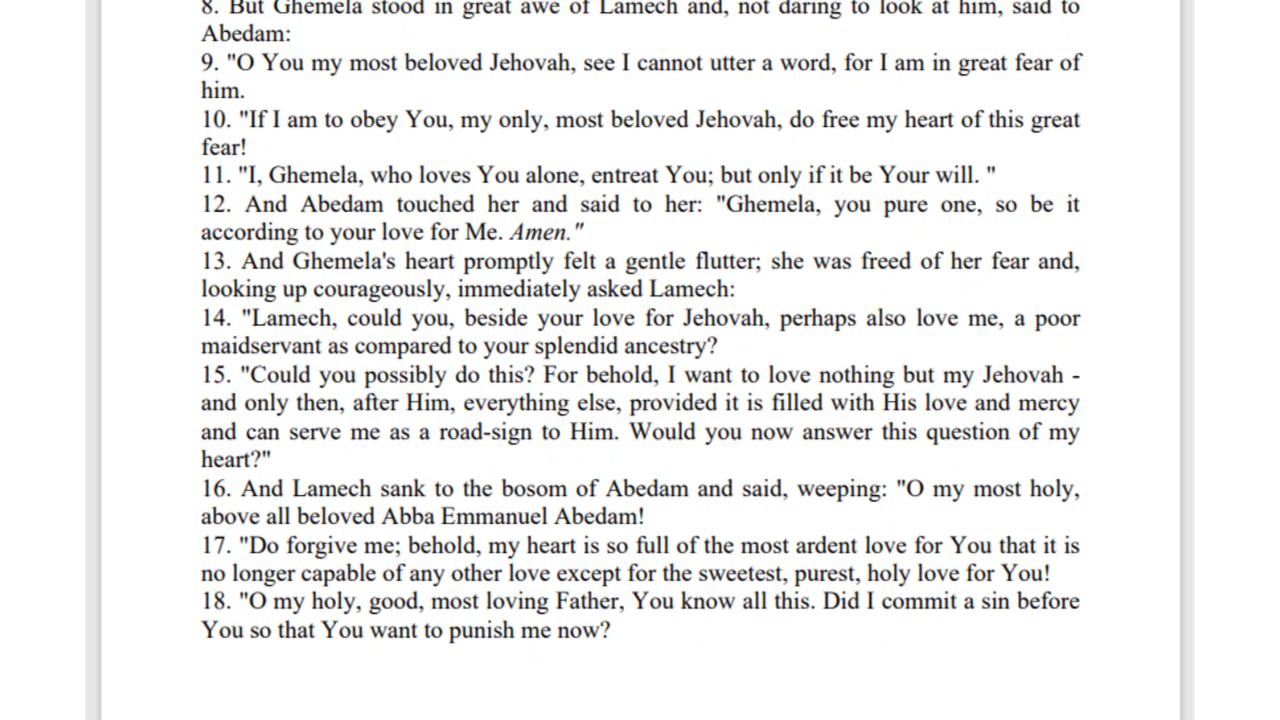 8. But Ghemela stood in great awe of Lamech and, not daring to look at him, said to
Abedam:
9. "O You my most beloved Jehovah, see I cannot utter a word, for I am in great fear of
him.
10. "If I am to obey You, my only, most beloved Jehovah, do free my heart of this great
fear!
11. "I, Ghemela, who loves You alone, entreat You; but only if it be Your will. "
12. And Abedam touched her and said to her: "Ghemela, you pure one, so be it
according to your love for Me. Amen."
13. And Ghemela's heart promptly felt a gentle flutter; she was freed of her fear and,
looking up courageously, immediately asked Lamech:
14. "Lamech, could you, beside your love for Jehovah, perhaps also love me, a poor
maidservant as compared to your splendid ancestry?
15. "Could you possibly do this? For behold, I want to love nothing but my Jehovah -
and only then, after Him, everything else, provided it is filled with His love and mercy
and can serve me as a road-sign to Him. Would you now answer this question of my
heart?"
16. And Lamech sank to the bosom of Abedam and said, weeping: "O my most holy,
above all beloved Abba Emmanuel Abedam!
17. "Do forgive me; behold, my heart is so full of the most ardent love for You that it is
no longer capable of any other love except for the sweetest, purest, holy love for You!
18. "O my holy, good, most loving Father, You know all this. Did I commit a sin before
You so that You want to punish me now?